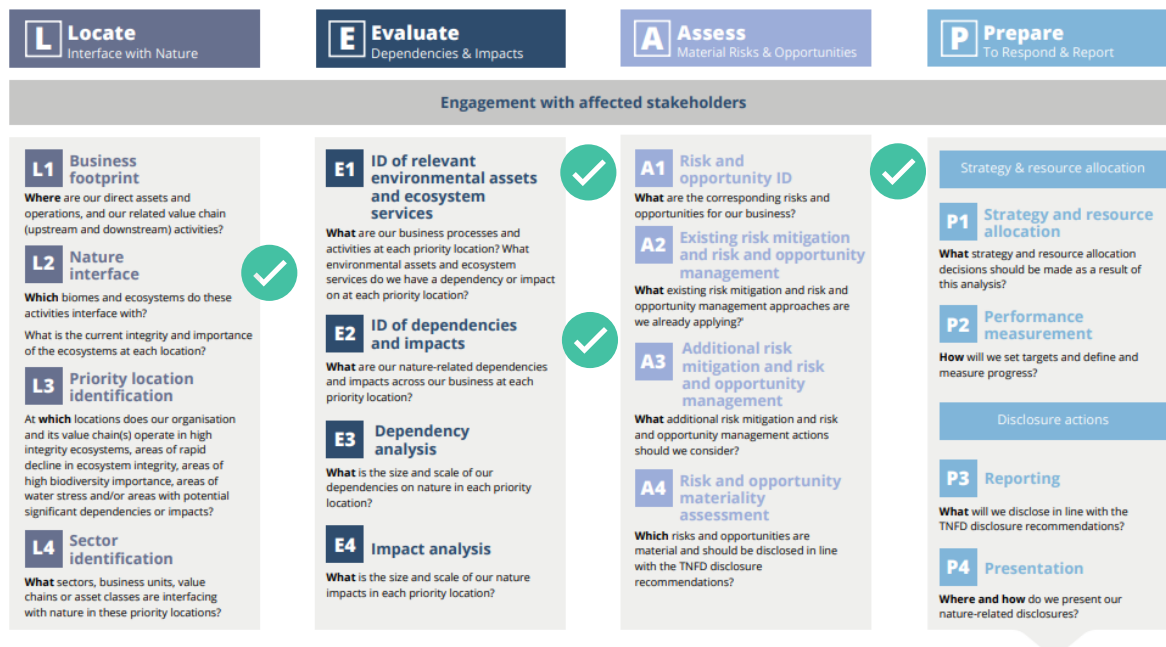 L Locate
Interface with Nature
E Evaluate
Dependencies & Impacts
A Assess
Material Risks & Opportunities
P Prepare
To Respond & Report
Engagement with affected stakeholders
L1 Business
footprint
Where are our direct assets and
operations, and our related value chain
(upstream and downstream) activities?
L2 Nature
interface
Which biomes and ecosystems do these
activities interface with?
What is the current integrity and importance
of the ecosystems at each location?
L3 Priority location
identification
At which locations does our organisation
and its value chain(s) operate in high
integrity ecosystems, areas of rapid
decline in ecosystem integrity, areas of
high biodiversity importance, areas of
water stress and/or areas with potential
significant dependencies or impacts?
L4 Sector
identification
What sectors, business units, value
chains or asset classes are interfacing
with nature in these priority locations?
E1 ID of relevant
environmental assets
and ecosystem
services
What are our business processes and
activities at each priority location? What
environmental assets and ecosystem
services do we have a dependency or impact
on at each priority location?
E2 ID of dependencies
and impacts
What are our nature-related dependencies
and impacts across our business at each
priority location?
E3 Dependency
analysis
What is the size and scale of our
dependencies on nature in each priority
location?
E4 Impact analysis
What is the size and scale of our nature
impacts in each priority location?
A1 Risk and
opportunity ID
What are the corresponding risks and
opportunities for our business?
A2 Existing risk mitigation
and risk and opportunity
management
What existing risk mitigation and risk and
opportunity management approaches are
we already applying?'
A3 Additional risk
mitigation and risk
and opportunity
management
What additional risk mitigation and risk
and opportunity management actions
should we consider?
A4 Risk and opportunity
materiality
assessment
Which risks and opportunities are
material and should be disclosed in line
with the TNFD disclosure
recommendations?
Strategy & resource allocation
P1 Strategy and resource
allocation
What strategy and resource allocation
decisions should be made as a result of
this analysis?
P2 Performance
measurement
How will we set targets and define and
measure progress?
Disclosure actions
P3 Reporting
What will we disclose in line with the
TNFD disclosure recommendations?
P4 Presentation
Where and how do we present our
nature-related disclosures?